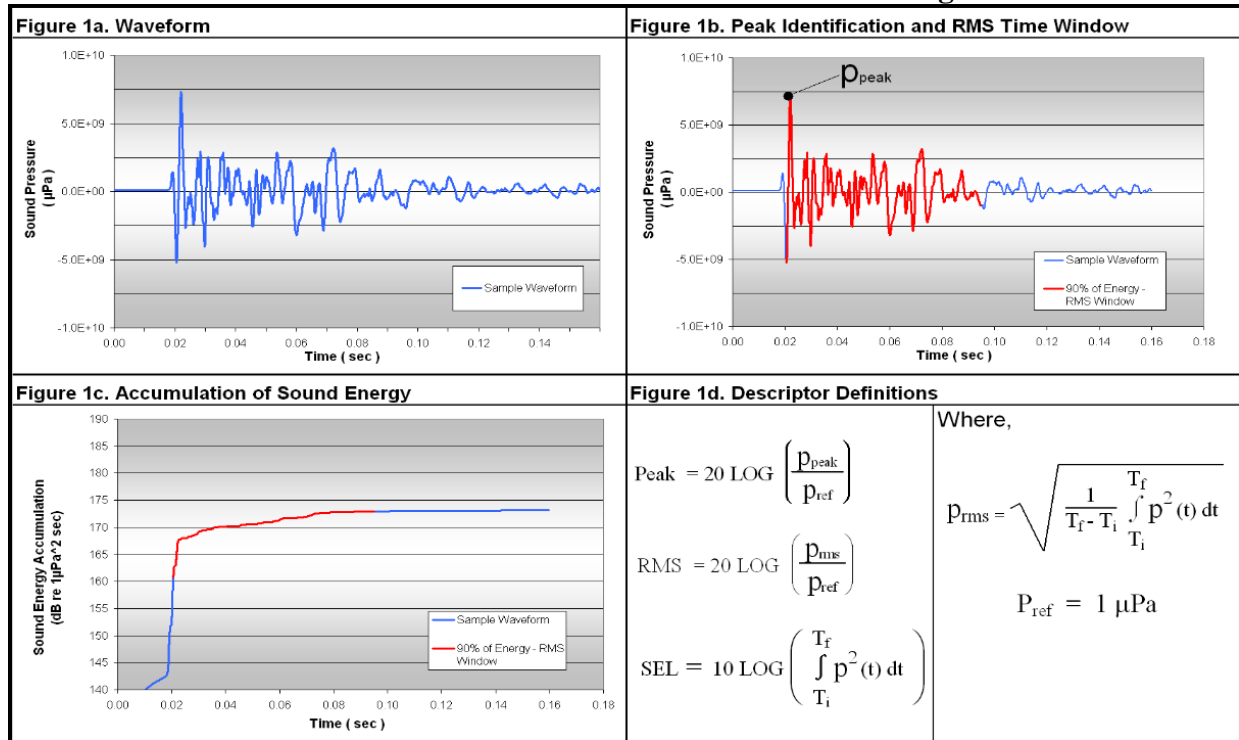 Figure 1a. Waveform
1.0E+10
5.0E+09
0.0E+00
-5.0E+09
-1.0E+10
Sound Pressure
(µPa)
0.00 0.02 0.04 0.06 0.08 0.10 0.12 0.14
Time ( sec )
Sample Waveform
Figure 1b. Peak Identification and RMS Time Window
1.0E+10
5.0E+09
0.0E+00
-5.0E+09
-1.0E+10
Sound Pressure
(µPa)
Ppeak
0.00 0.02 0.04 0.06 0.08 0.10 0.12 0.14 0.16 0.18
Time ( sec )
Sample Waveform
90% of Energy -
RMS Window
Figure 1c. Accumulation of Sound Energy
190
185
180
175
170
165
160
155
150
145
140
Sound Energy Accumulation
(dB re 1µPa^2 sec)
0.00 0.02 0.04 0.06 0.08 0.10 0.12 0.14 0.16 0.18
Time ( sec )
Sample Waveform
90% of Energy - RMS
Window
Figure 1d. Descriptor Definitions
Peak = 20 LOG (ppeak / pref)
RMS = 20 LOG (prms / pref)
SEL = 10 LOG (∫ Tf Ti p²(t) dt)
Where,
prms = √ 1 / Tf - Ti ∫ Tf Ti p²(t) dt
Pref = 1 µPa